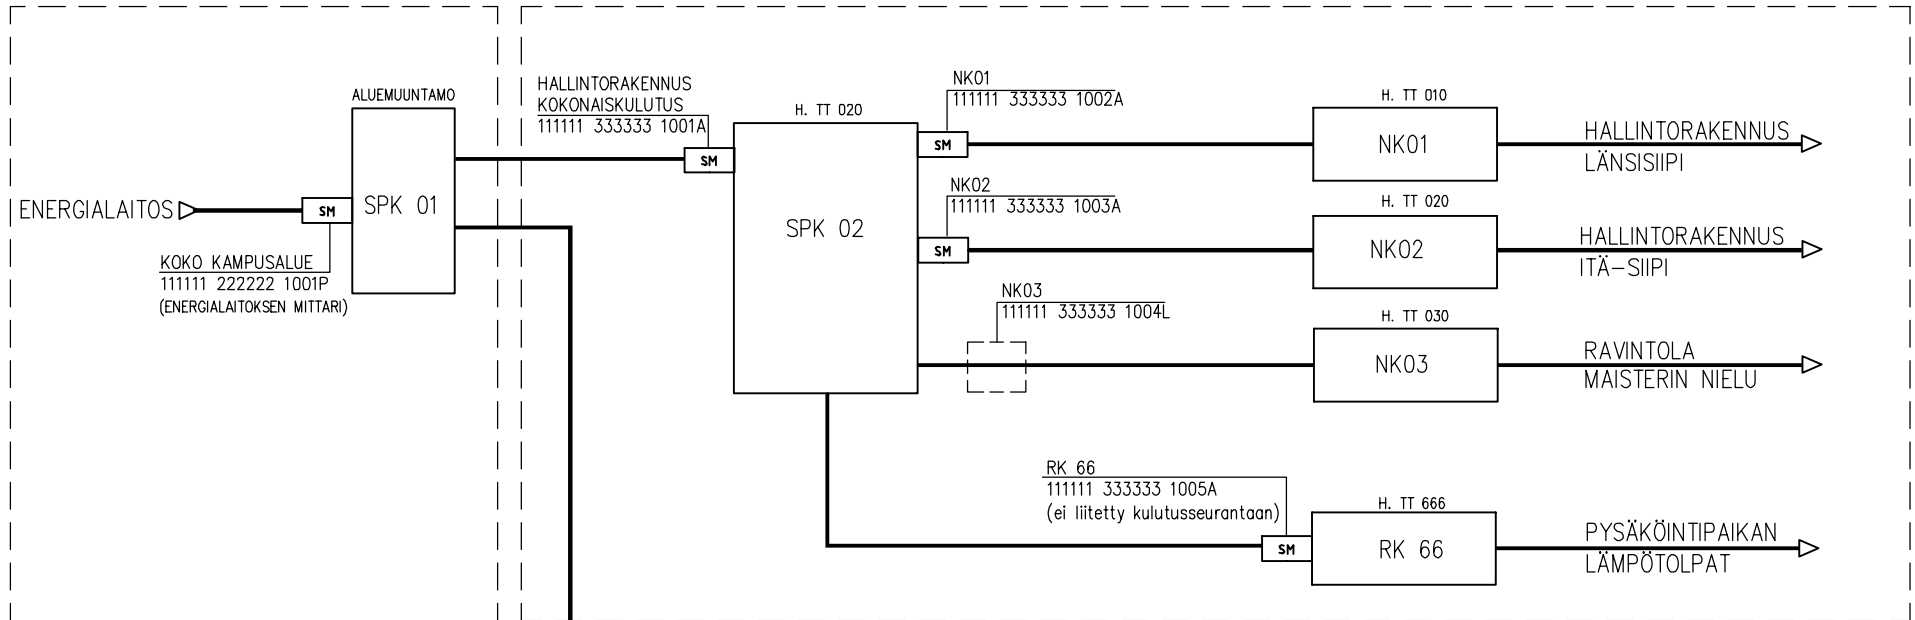 ENERGIALAITOS
SM
KOKO KAMPUSALUE
111111 222222 1001P
(ENERGIALAITOKSEN MITTARI)
ALUEMUUNTAMO
SPK 01
HALLINTORAKENNUS
KOKONAISKULUTUS
111111 333333 1001A
SM
H. TT 020
SPK 02
NK01
111111 333333 1002A
SM
H. TT 010
NK01
HALLINTORAKENNUS
LÄNSISIIPI
NK02
111111 333333 1003A
SM
H. TT 020
NK02
HALLINTORAKENNUS
ITÄ-SIIPI
NK03
111111 333333 1004L
H. TT 030
NK03
RAVINTOLA
MAISTERIN NIELU
RK 66
111111 333333 1005A
(ei liitetty kulutusseurantaan)
SM
H. TT 666
RK 66
PYSÄKÖINTIPAIKAN
LÄMPÖTOLPAT